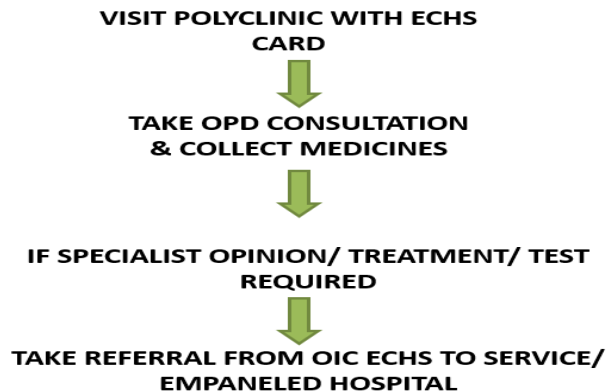 VISIT POLYCLINIC WITH ECHS
CARD
TAKE OPD CONSULTATION
& COLLECT MEDICINES
IF SPECIALIST OPINION/ TREATMENT/ TEST
REQUIRED
TAKE REFERRAL FROM OIC ECHS TO SERVICE/
EMPANELED HOSPITAL